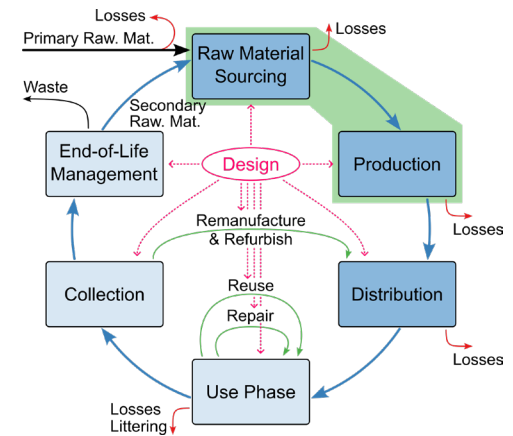 Losses
Losses
Primary Raw. Mat.
Raw Material
Sourcing
Waste
Secondary
Raw. Mat.
End-of-Life
Management
Design
Production
Remanufacture
& Refurbish
Losses
Collection
Reuse
Distribution
Repair
Losses
Use Phase
Losses
Littering